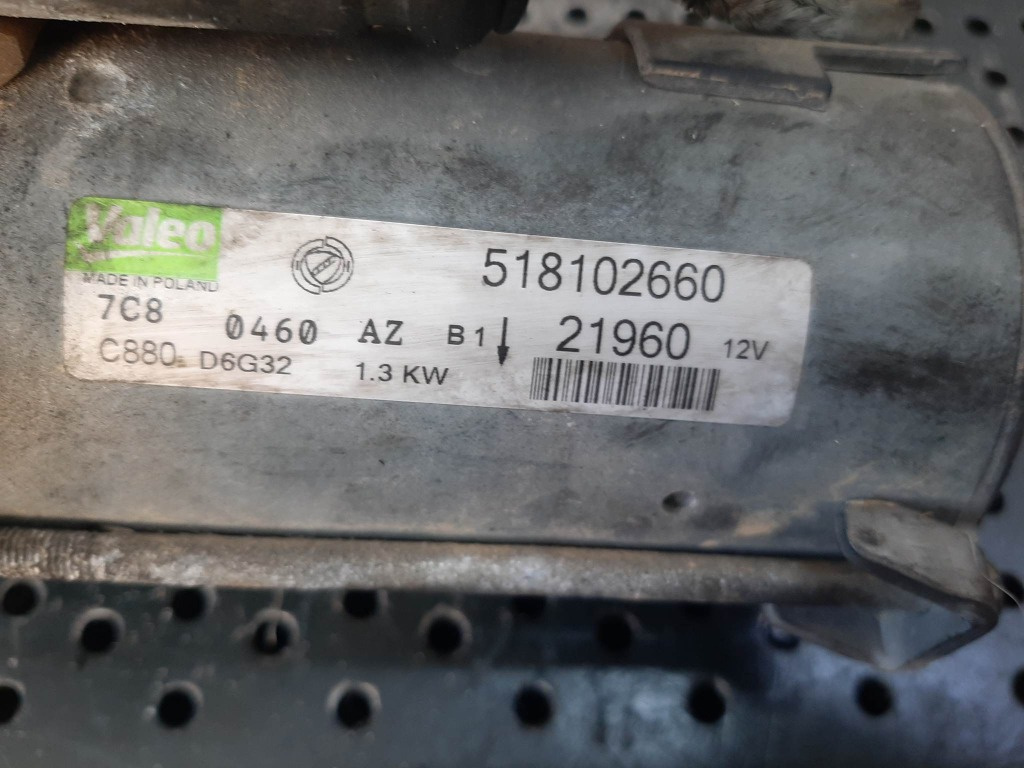 Valeo
MADE IN POLAND
518102660
7C8 0460 AZ B1 21960 12V
C880 D6G32 1.3 KW